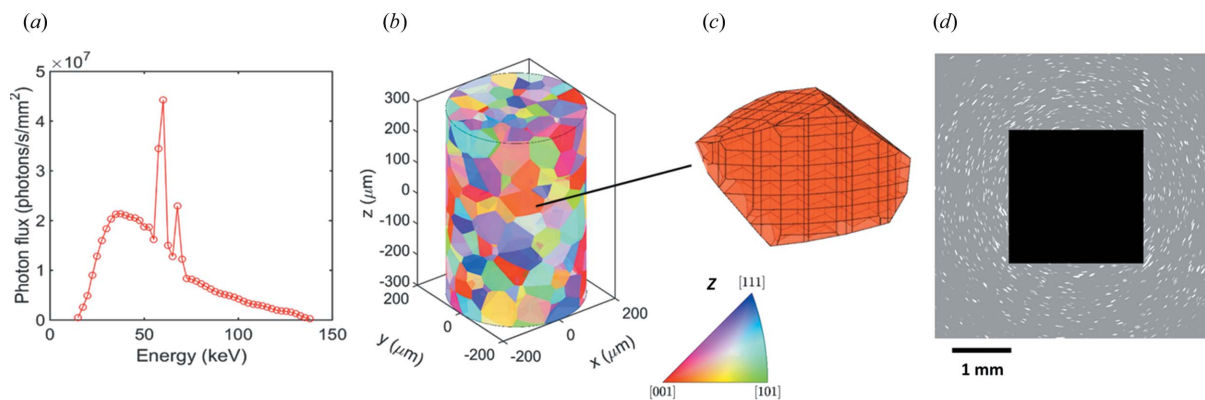 (a)
(b)
(c)
(d)
×10⁷
Photon flux (photons/s/mm²)
5
4
3
2
1
0
0 50 100 150
Energy (keV)
z (μm)
300
200
100
0
-100
-200
-300
200
0
-200
y (μm)
-200
0
200
x (μm)
Z
[111]
[001]
[101]
1 mm